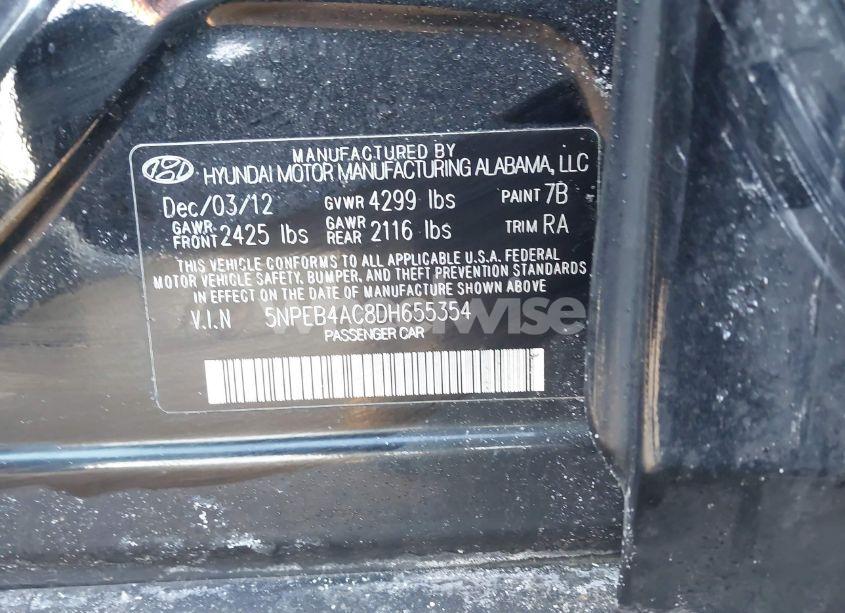 MANUFACTURED BY
HYUNDAI MOTOR MANUFACTURING ALABAMA, LLC
Dec/03/12 GVWR 4299 lbs PAINT 7B
GAWR FRONT 2425 lbs GAWR REAR 2116 lbs TRIM RA
THIS VEHICLE CONFORMS TO ALL APPLICABLE U.S.A. FEDERAL
MOTOR VEHICLE SAFETY, BUMPER, AND THEFT PREVENTION STANDARDS
IN EFFECT ON THE DATE OF MANUFACTURE SHOWN ABOVE
V.I.N 5NPEB4AC8DH655354
PASSENGER CAR